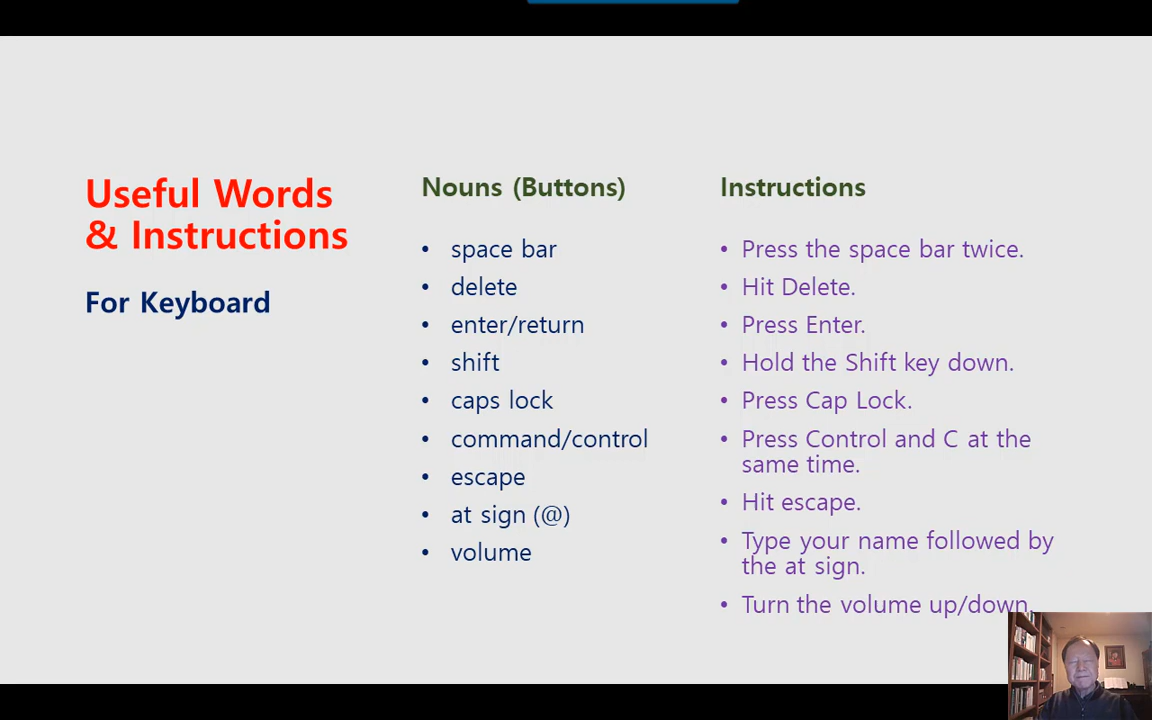 Useful Words
& Instructions
For Keyboard
Nouns (Buttons)
• space bar
• delete
• enter/return
• shift
• caps lock
• command/control
• escape
• at sign (@)
• volume
Instructions
• Press the space bar twice.
• Hit Delete.
• Press Enter.
• Hold the Shift key down.
• Press Cap Lock.
• Press Control and C at the
same time.
• Hit escape.
• Type your name followed by
the at sign.
• Turn the volume up/down.